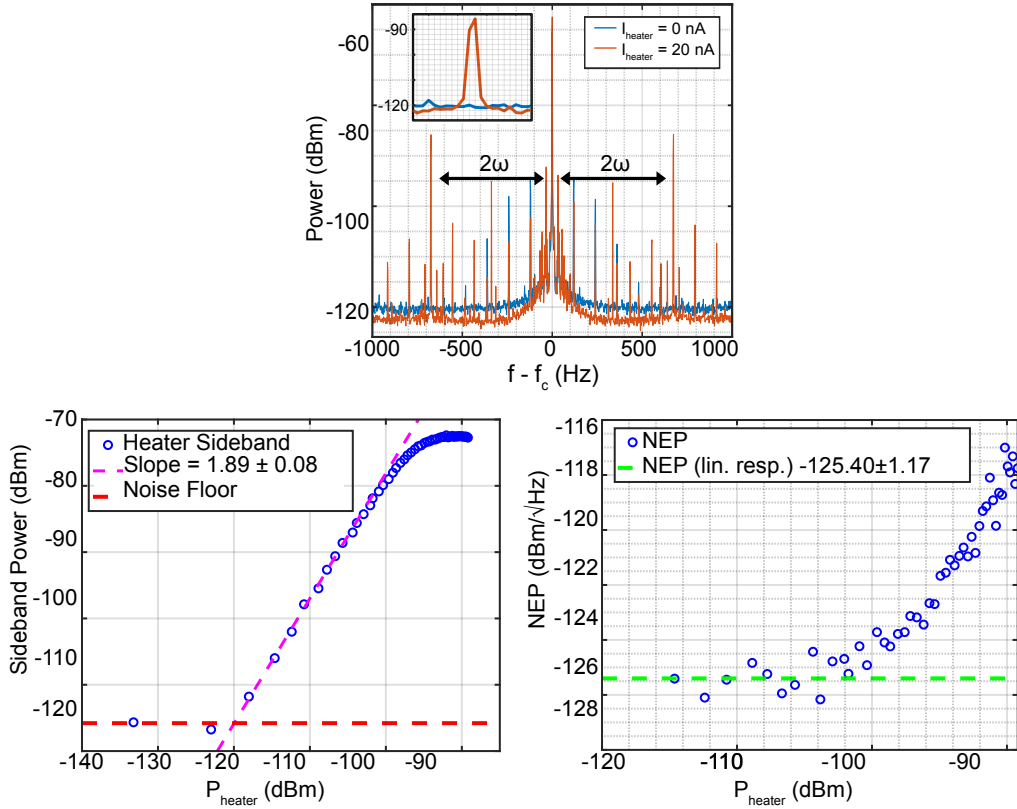 -60
-80
-100
-120
Power (dBm)
-90
-120
I_heater = 0 nA
I_heater = 20 nA
2ω
2ω
-1000
-500
0
500
1000
f - f_c (Hz)
-70
-80
-90
-100
-110
-120
Sideband Power (dBm)
Heater Sideband
Slope = 1.89 ± 0.08
Noise Floor
-140
-130
-120
-110
-100
-90
P_heater (dBm)
-116
-118
-120
-122
-124
-126
-128
NEP (dBm/√Hz)
NEP
NEP (lin. resp.) -125.40±1.17
-120
-110
-100
-90
P_heater (dBm)